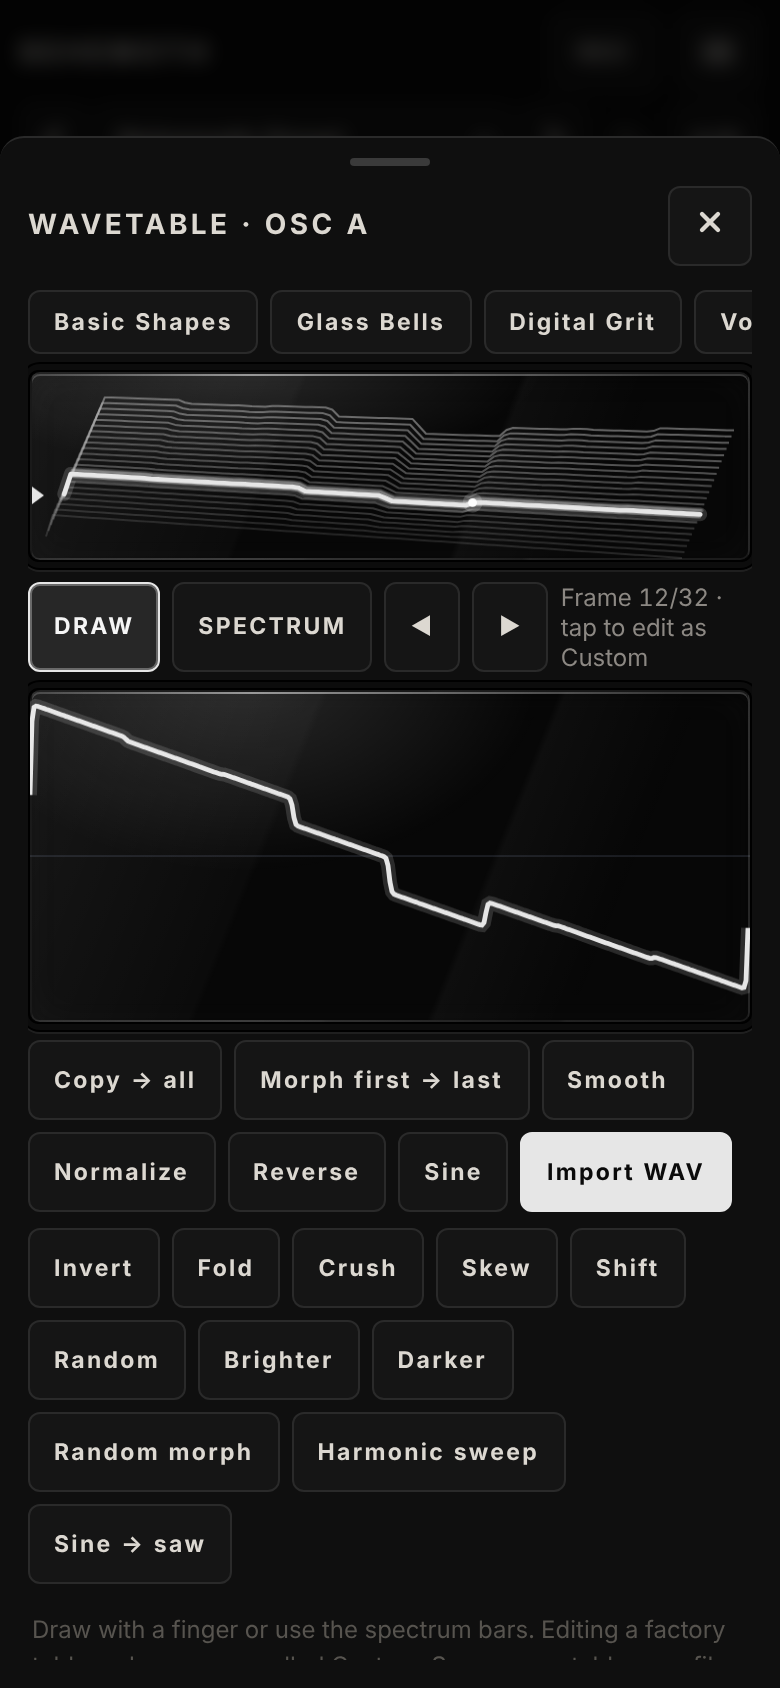 WAVETABLE · OSC A
Basic Shapes
Glass Bells
Digital Grit
Vo
DRAW
SPECTRUM
Frame 12/32 ·
tap to edit as
Custom
Copy → all
Morph first → last
Smooth
Normalize
Reverse
Sine
Import WAV
Invert
Fold
Crush
Skew
Shift
Random
Brighter
Darker
Random morph
Harmonic sweep
Sine → saw
Draw with a finger or use the spectrum bars. Editing a factory